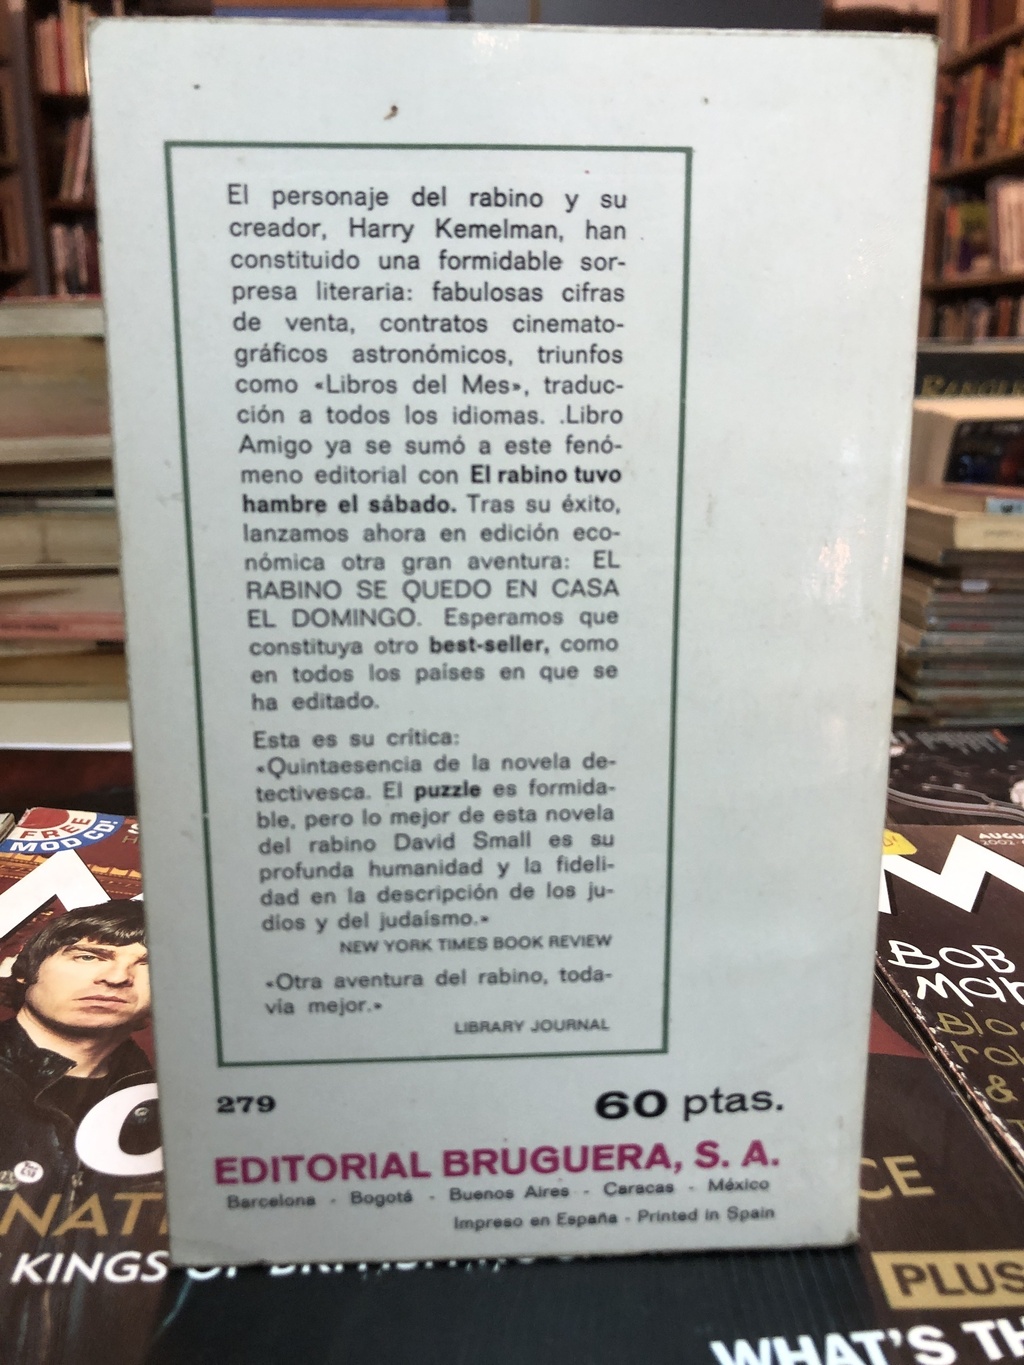 El personaje del rabino y su
creador, Harry Kemelman, han
constituido una formidable sor-
presa literaria: fabulosas cifras
de venta, contratos cinemato-
gráficos astronómicos, triunfos
como «Libros del Mes», traduc-
ción a todos los idiomas. .Libro
Amigo ya se sumó a este fenó-
meno editorial con El rabino tuvo
hambre el sábado. Tras su éxito,
lanzamos ahora en edición eco-
nómica otra gran aventura: EL
RABINO SE QUEDO EN CASA
EL DOMINGO. Esperamos que
constituya otro best-seller, como
en todos los países en que se
ha editado.
Esta es su crítica:
«Quintaesencia de la novela de-
tectivesca. El puzzle es formida-
ble, pero lo mejor de esta novela
del rabino David Small es su
profunda humanidad y la fideli-
dad en la descripción de los ju-
díos y del judaísmo.»
NEW YORK TIMES BOOK REVIEW
«Otra aventura del rabino, toda-
vía mejor.»
LIBRARY JOURNAL
279
60 ptas.
EDITORIAL BRUGUERA, S. A.
Barcelona - Bogotá - Buenos Aires - Caracas - México
Impreso en España - Printed in Spain
FREE
MOD CD!
KINGS OF
BOB
&
PLUS
WHAT'S